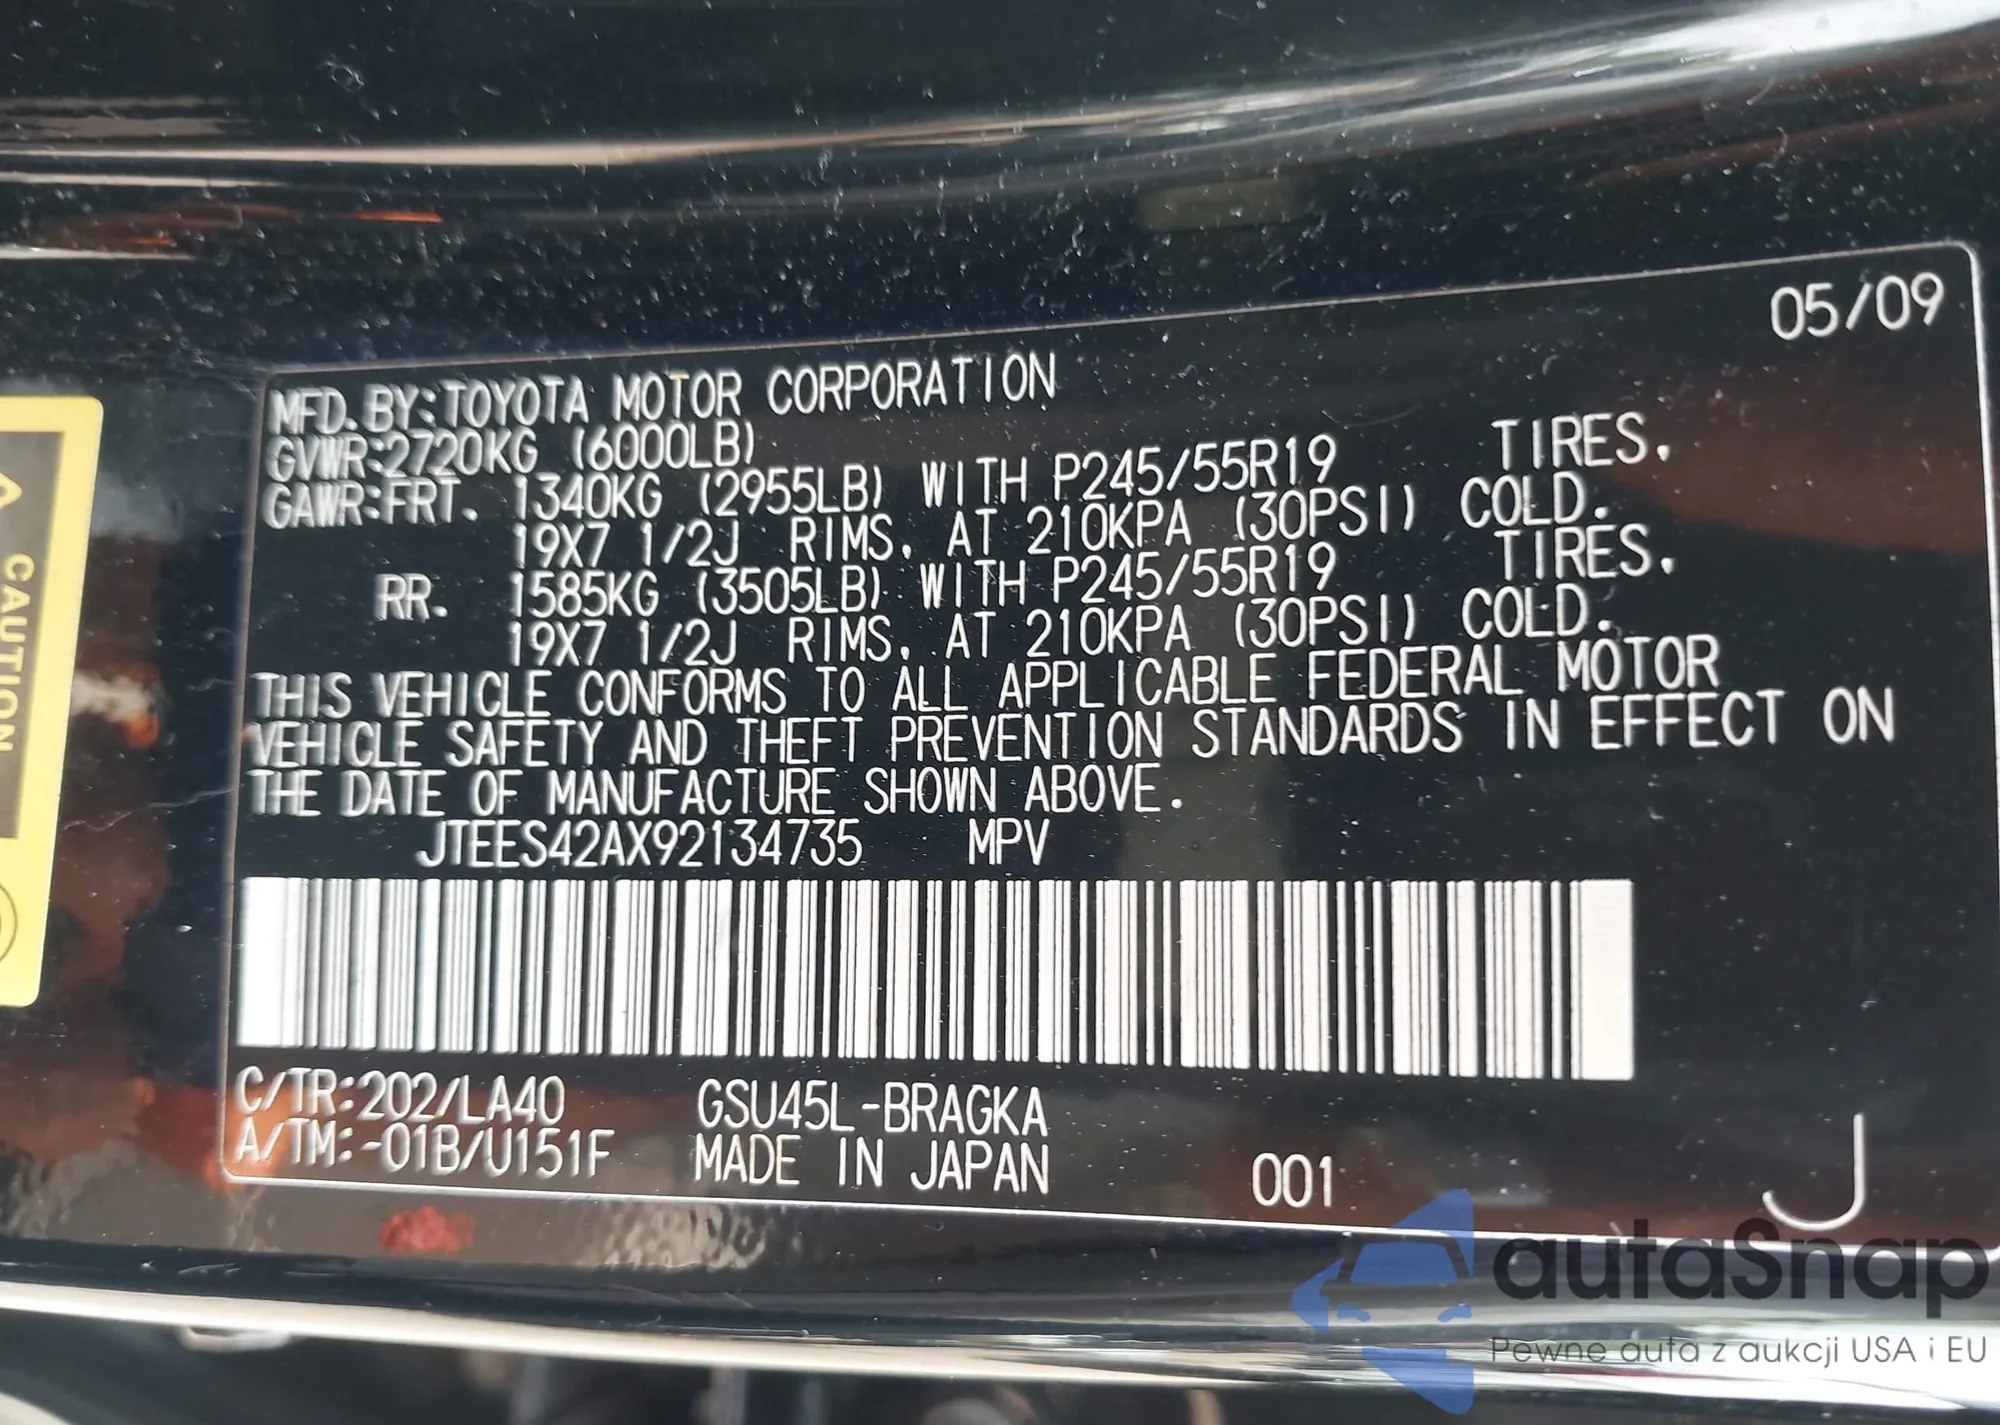 05/09
MFD. BY:TOYOTA MOTOR CORPORATION
GVWR:2720KG (6000LB)
GAWR:FRT. 1340KG (2955LB) WITH P245/55R19 TIRES,
19X7 1/2J RIMS, AT 210KPA (30PSI) COLD.
RR. 1585KG (3505LB) WITH P245/55R19 TIRES,
19X7 1/2J RIMS, AT 210KPA (30PSI) COLD.
THIS VEHICLE CONFORMS TO ALL APPLICABLE FEDERAL MOTOR
VEHICLE SAFETY AND THEFT PREVENTION STANDARDS IN EFFECT ON
THE DATE OF MANUFACTURE SHOWN ABOVE.
JTEES42AX92134735 MPV
C/TR:202/LA40 GSU45L-BRAGKA
A/TM:-01B/U151F MADE IN JAPAN 001 J
CAUTION
autaSnap
Pewne auta z aukcji USA i EU